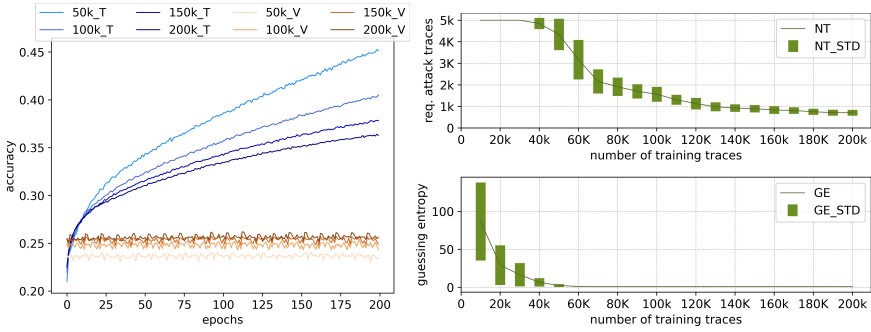 50k_T 150k_T 50k_V 150k_V
100k_T 200k_T 100k_V 200k_V
0.45
0.40
0.35
0.30
0.25
0.20
accuracy
0 25 50 75 100 125 150 175 200
epochs
5k
4k
3K
2K
1k
0
req. attack traces
NT
NT_STD
0 20k 40k 60K 80k 100k 120k 140K 160K 180K 200k
number of training traces
100
50
0
guessing entropy
GE
GE_STD
0 20k 40k 60K 80k 100k 120k 140K 160K 180K 200k
number of training traces